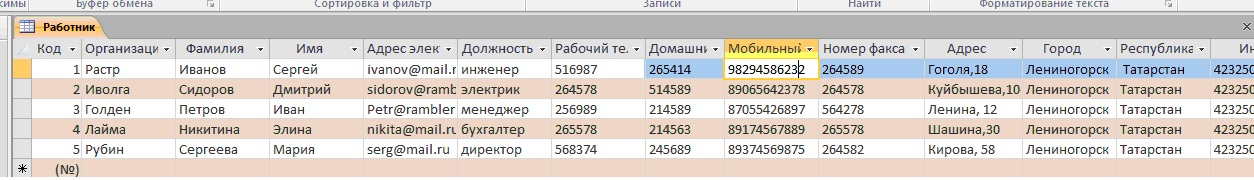 жимы Буфер обмена Сортировка и фильтр Записи Найти Форматирование текста
Работник
Код Организаци Фамилия Имя Адрес элек Должность Рабочий те. Домашни Мобильный Номер факса Адрес Город Республика Ин
1 Растр Иванов Сергей ivanov@mail.r инженер 516987 265414 98294586232 264589 Гоголя,18 Лениногорск Татарстан 423250
2 Иволга Сидоров Дмитрий sidorov@ramb электрик 264578 514589 89065642378 264578 Куйбышева,10 Лениногорск Татарстан 423250
3 Голден Петров Иван Petr@rambler менеджер 256989 214589 87055426897 564278 Ленина, 12 Лениногорск Татарстан 423250
4 Лайма Никитина Элина nikita@mail.ru бухгалтер 265578 214563 89174567889 265578 Шашина,30 Лениногорск Татарстан 423250
5 Рубин Сергеева Мария serg@mail.ru директор 568374 245689 89374569875 264582 Кирова, 58 Лениногорск Татарстан 423250
* (№)